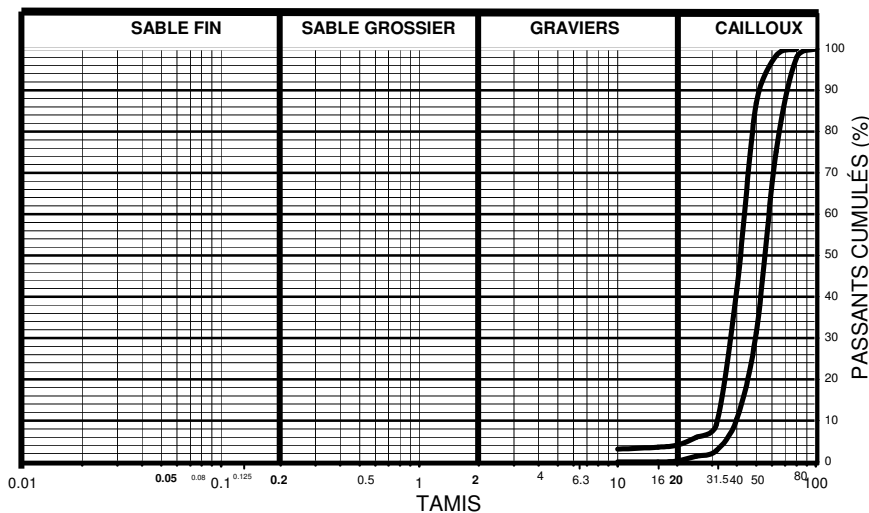 SABLE FIN SABLE GROSSIER GRAVIERS CAILLOUX
100
90
80
70
60
50
40
30
20
10
0
PASSANTS CUMULÉS (%)
0.01 0.05 0.08 0.1 0.125 0.2 0.5 1 2 4 6.3 10 16 20 31.5 40 50 80 100
TAMIS